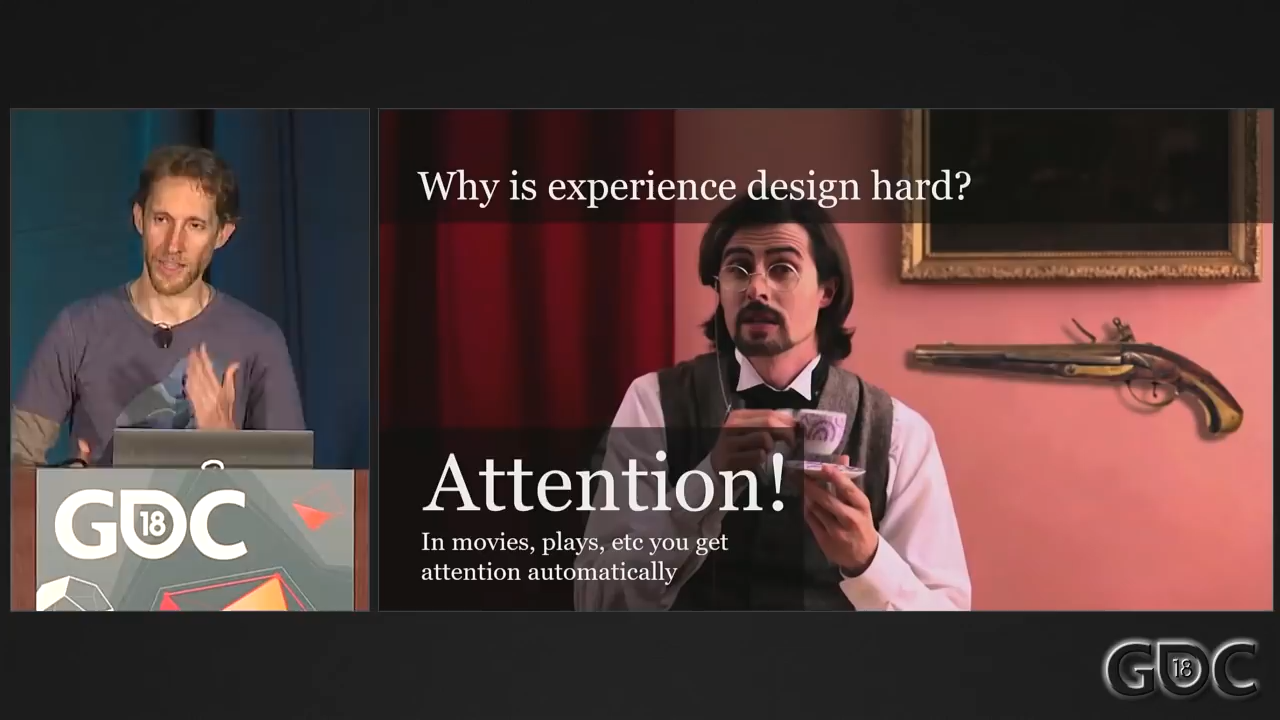 Why is experience design hard?
Attention!
In movies, plays, etc you get
attention automatically
GDC
18
GDC
18